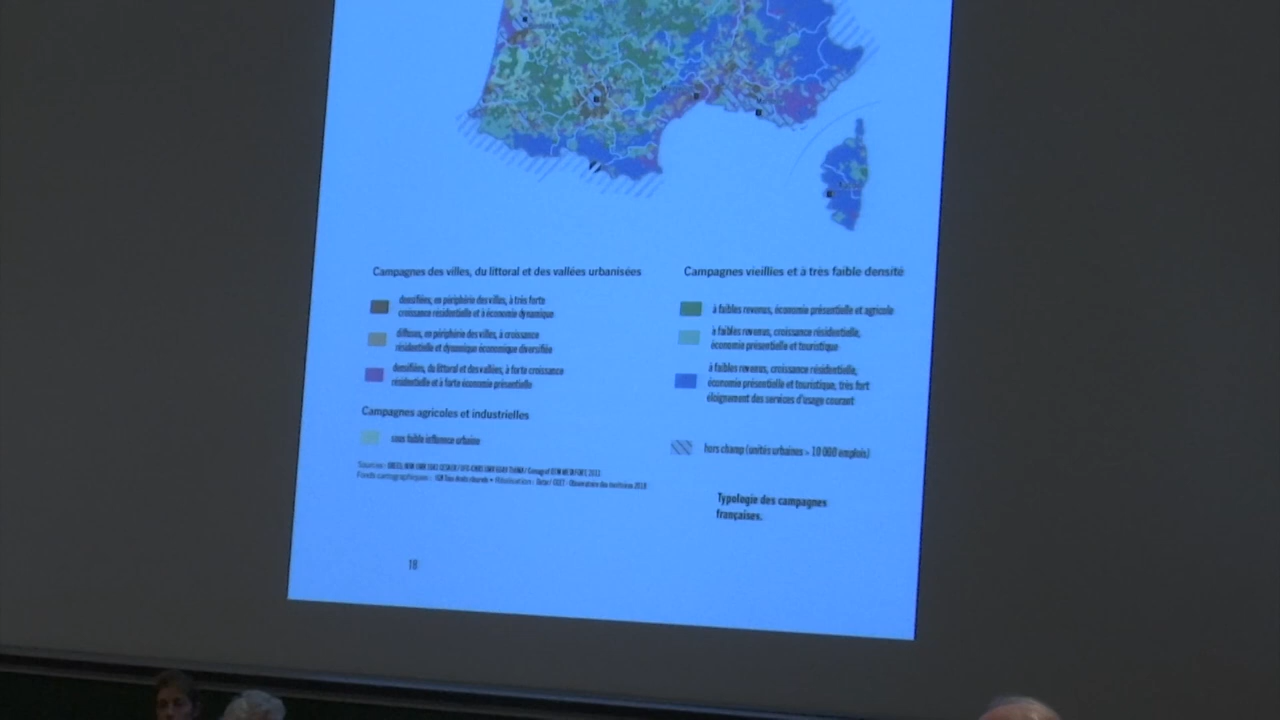 Campagnes des villes, du littoral et des vallées urbanisées
densifiées, en périphérie des villes, à très forte
croissance résidentielle et à économie dynamique
diffuses, en périphérie des villes, à croissance
résidentielle et dynamique économique diversifiée
densifiées, du littoral et des vallées, à forte croissance
résidentielle et à forte économie présentielle
Campagnes agricoles et industrielles
sous faible influence urbaine
Campagnes vieillies et à très faible densité
à faibles revenus, économie présentielle et agricole
à faibles revenus, croissance résidentielle,
économie présentielle et touristique
à faibles revenus, croissance résidentielle,
économie présentielle et touristique, très fort
éloignement des services d'usage courant
hors champ (unités urbaines > 10 000 emplois)
Sources :
Fonds cartographiques : Réalisation :
Typologie des campagnes
françaises.
18